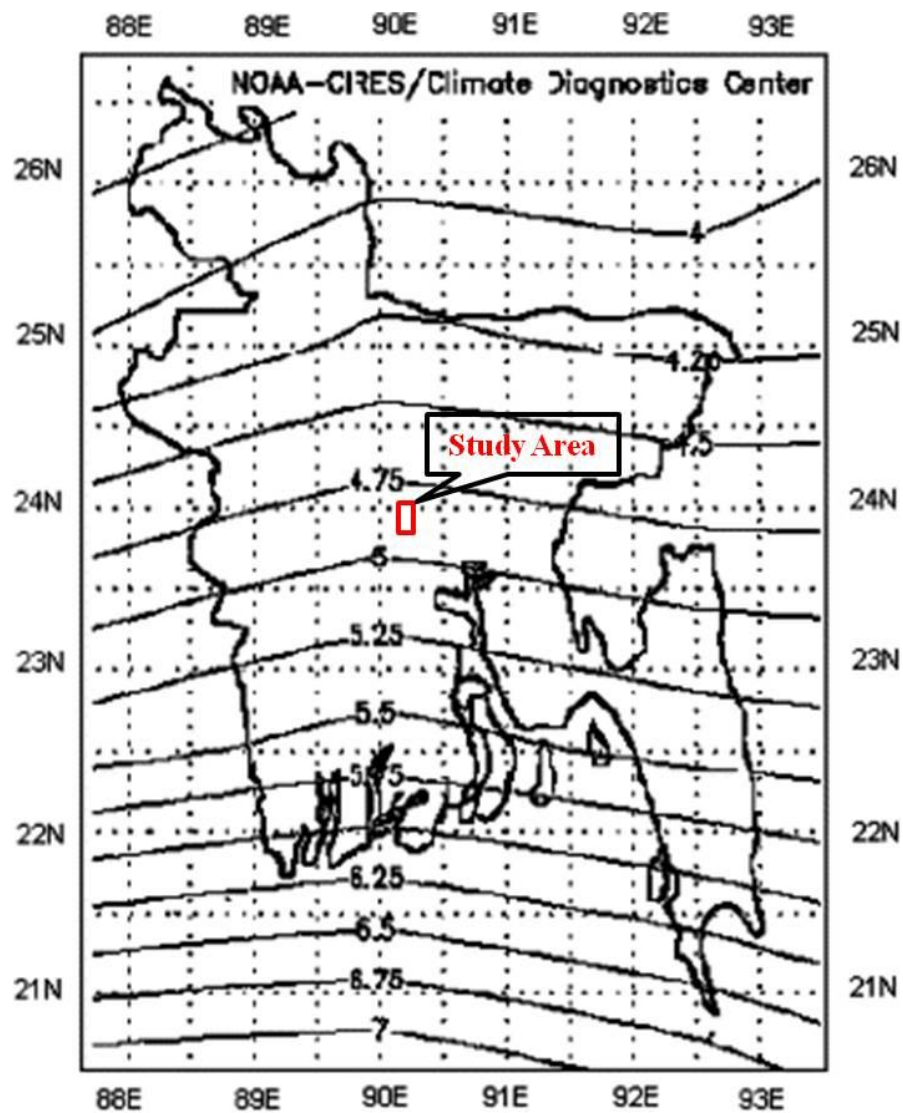 88E 89E 90E 91E 92E 93E
NOAA-CIRES/Climate Diagnostics Center
26N 26N
4
25N 25N
4.25
4.5
Study Area
4.75
24N 24N
5
5.25
23N 23N
5.5
5.75
22N 22N
6.25
6.5
21N 6.75 21N
7
88E 89E 90E 91E 92E 93E